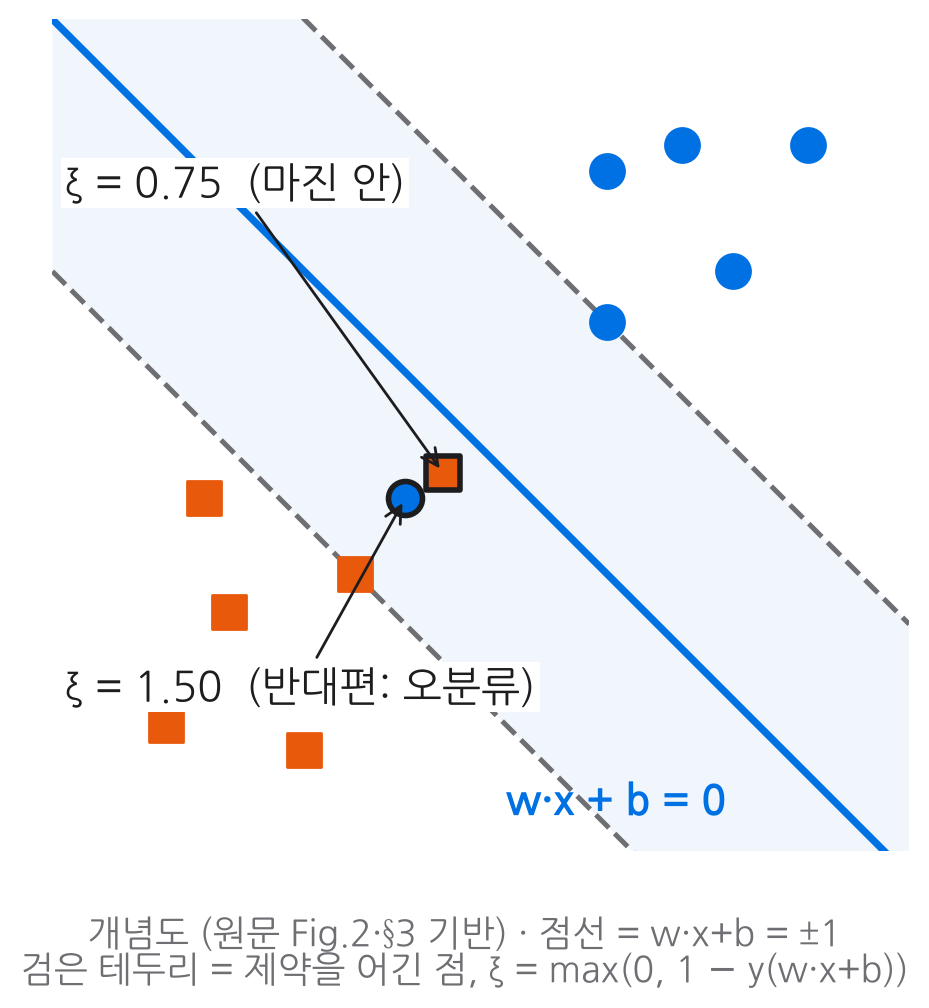 ξ = 0.75 (마진 안)
ξ = 1.50 (반대편: 오분류)
w·x + b = 0
개념도 (원문 Fig.2·§3 기반) · 점선 = w·x+b = ±1
검은 테두리 = 제약을 어긴 점, ξ = max(0, 1 − y(w·x+b))